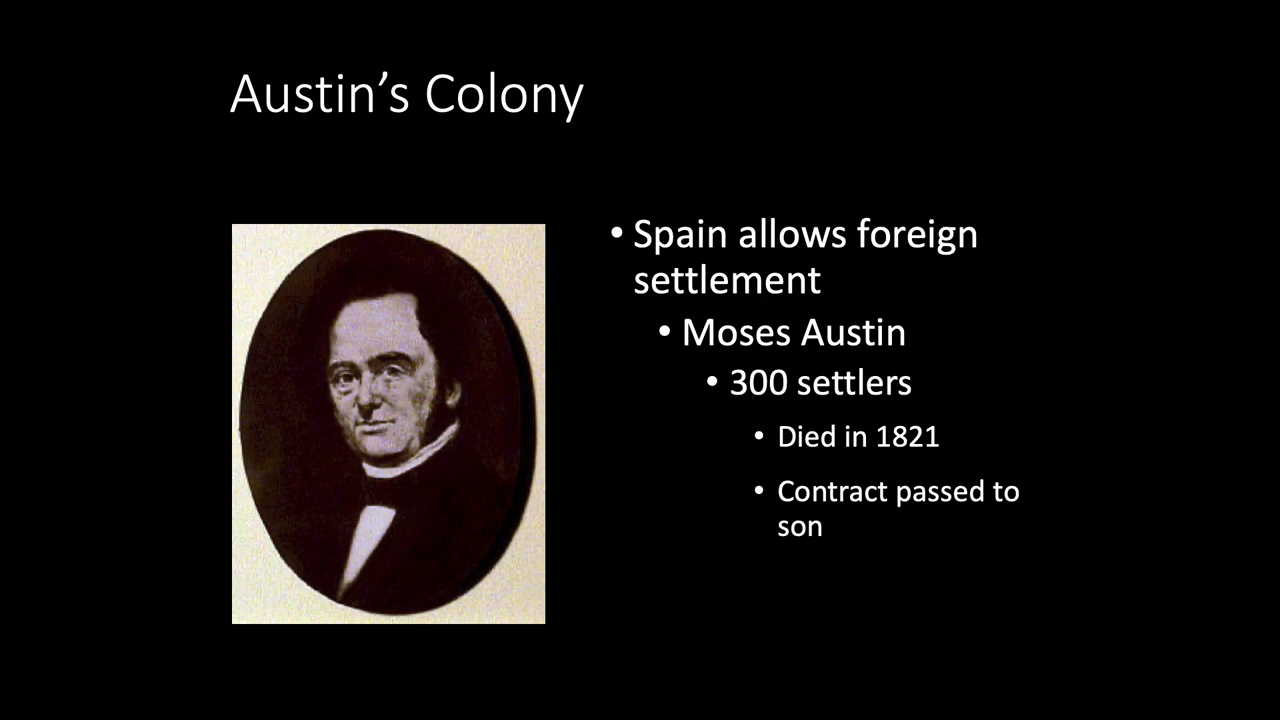 Austin’s Colony
• Spain allows foreign
settlement
• Moses Austin
• 300 settlers
• Died in 1821
• Contract passed to
son